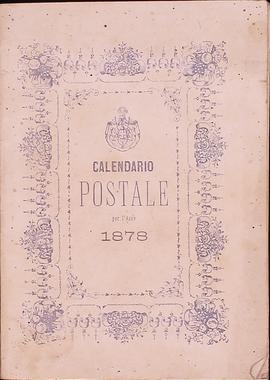 CALENDARIO
POSTALE
per l'Anno
1878